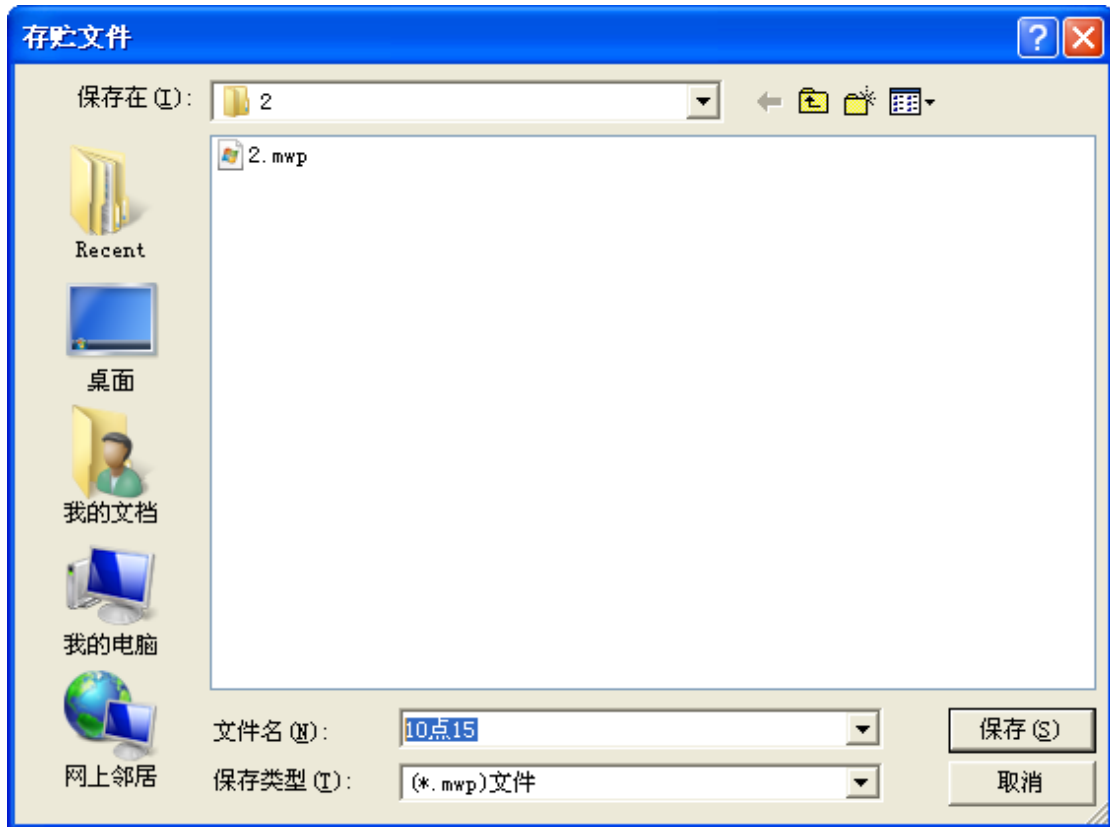 存贮文件
保存在(I):
2
2.mwp
Recent
桌面
我的文档
我的电脑
网上邻居
文件名(N):
10点15
保存(S)
保存类型(T):
(*.mwp)文件
取消